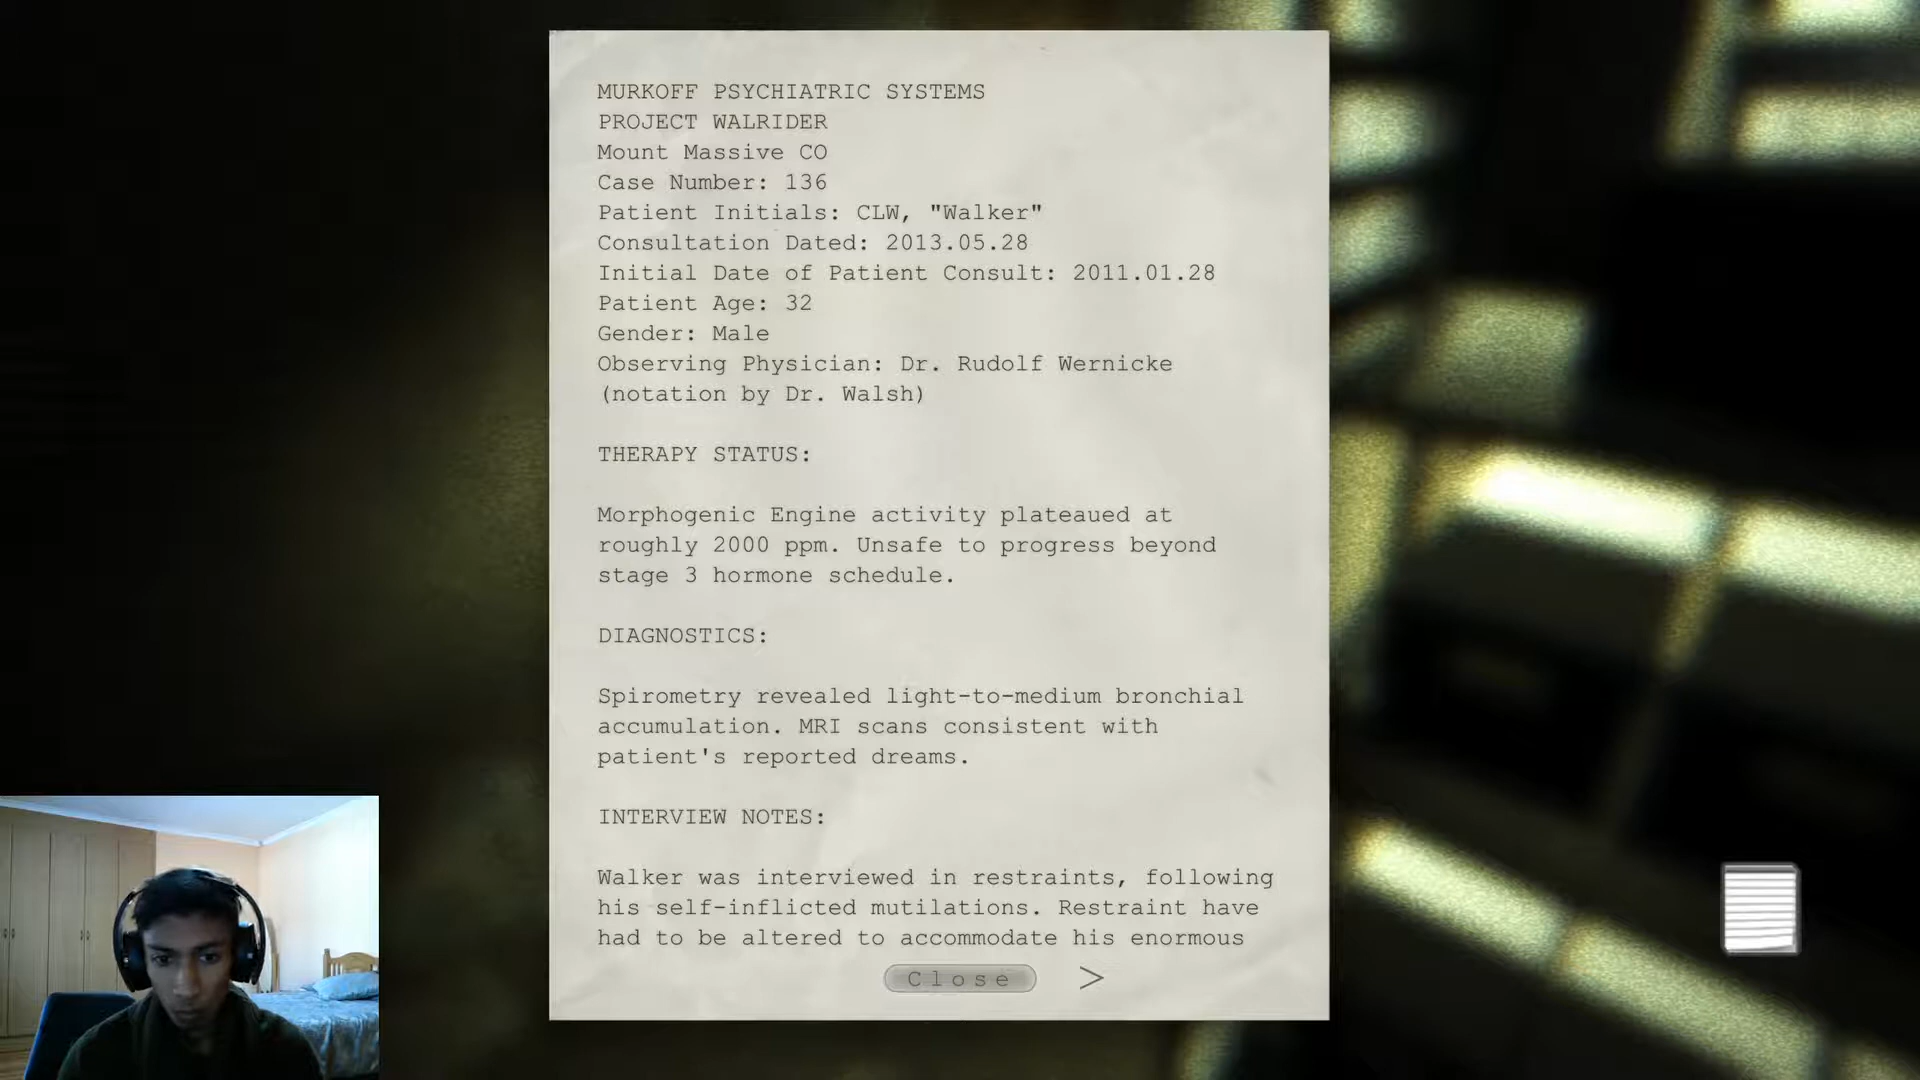 MURKOFF PSYCHIATRIC SYSTEMS
PROJECT WALRIDER
Mount Massive CO
Case Number: 136
Patient Initials: CLW, "Walker"
Consultation Dated: 2013.05.28
Initial Date of Patient Consult: 2011.01.28
Patient Age: 32
Gender: Male
Observing Physician: Dr. Rudolf Wernicke
(notation by Dr. Walsh)
THERAPY STATUS:
Morphogenic Engine activity plateaued at
roughly 2000 ppm. Unsafe to progress beyond
stage 3 hormone schedule.
DIAGNOSTICS:
Spirometry revealed light-to-medium bronchial
accumulation. MRI scans consistent with
patient's reported dreams.
INTERVIEW NOTES:
Walker was interviewed in restraints, following
his self-inflicted mutilations. Restraint have
had to be altered to accommodate his enormous
Close >